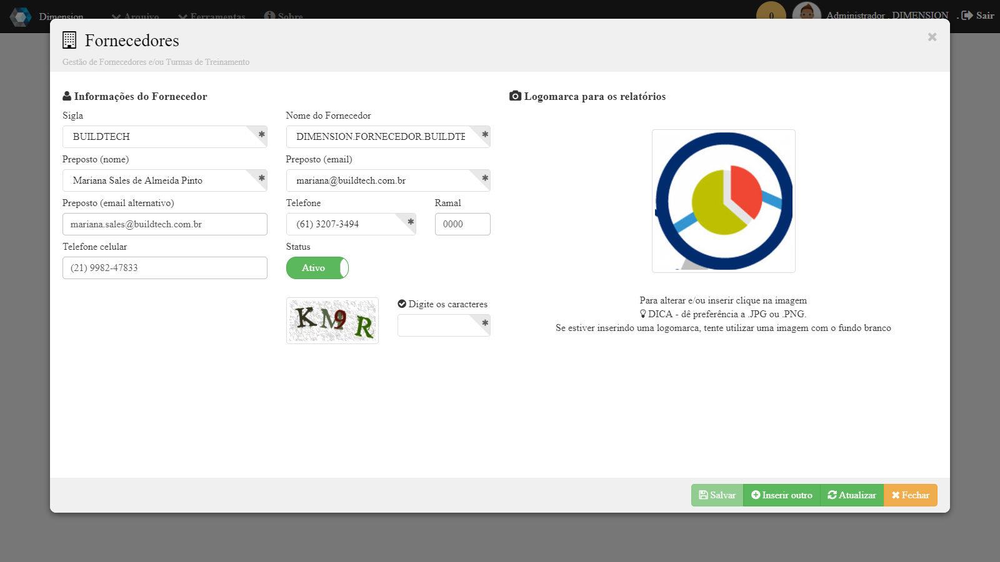 Dimension
Arquivo
Ferramentas
Sobre
0
Administrador . DIMENSION .
Sair
Fornecedores
Gestão de Fornecedores e/ou Turmas de Treinamento
Informações do Fornecedor
Logomarca para os relatórios
Sigla
Nome do Fornecedor
BUILDTECH
DIMENSION.FORNECEDOR.BUILDTE
Preposto (nome)
Preposto (email)
Mariana Sales de Almeida Pinto
mariana@buildtech.com.br
Preposto (email alternativo)
Telefone
Ramal
mariana.sales@buildtech.com.br
(61) 3207-3494
0000
Telefone celular
Status
(21) 9982-47833
Ativo
KM9R
Digite os caracteres
Para alterar e/ou inserir clique na imagem
DICA - dê preferência a .JPG ou .PNG.
Se estiver inserindo uma logomarca, tente utilizar uma imagem com o fundo branco
Salvar
Inserir outro
Atualizar
Fechar